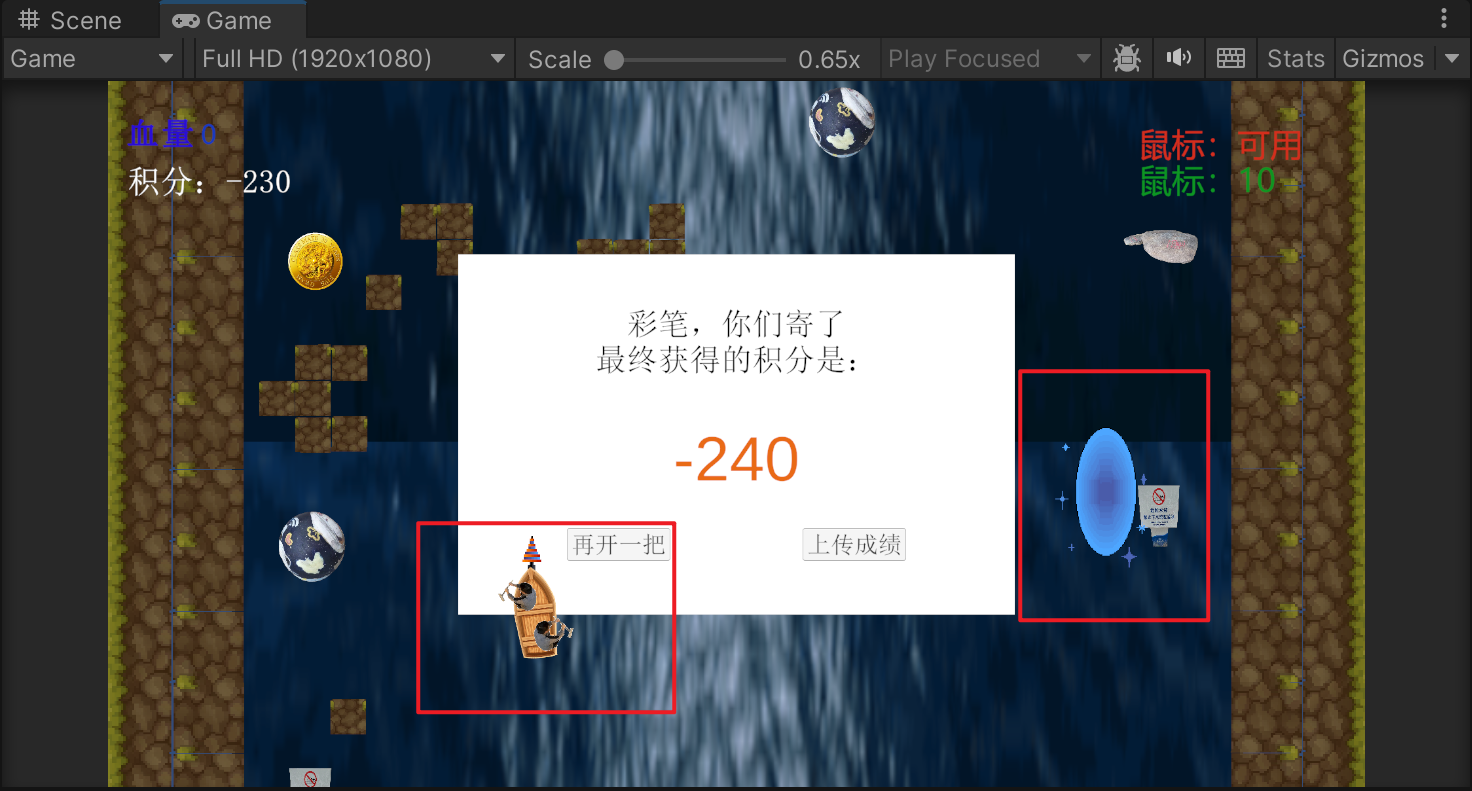 Scene
Game
Game
Full HD (1920x1080)
Scale
0.65x
Play Focused
Stats
Gizmos
血量 0
积分：-230
鼠标：可用
鼠标：10
彩笔，你们寄了
最终获得的积分是：
-240
再开一把
上传成绩